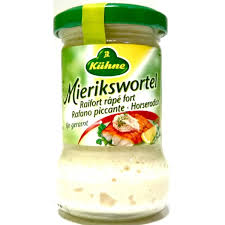 Kühne
Mierikswortel
Raifort râpé fort
Rafano piccante - Horseradish